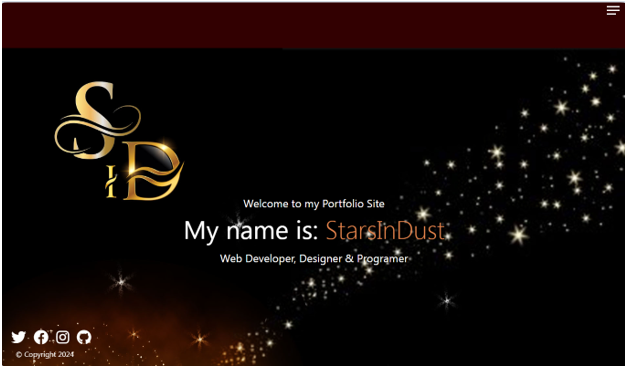 SiD
Welcome to my Portfolio Site
My name is: StarsInDust
Web Developer, Designer & Programer
© Copyright 2024